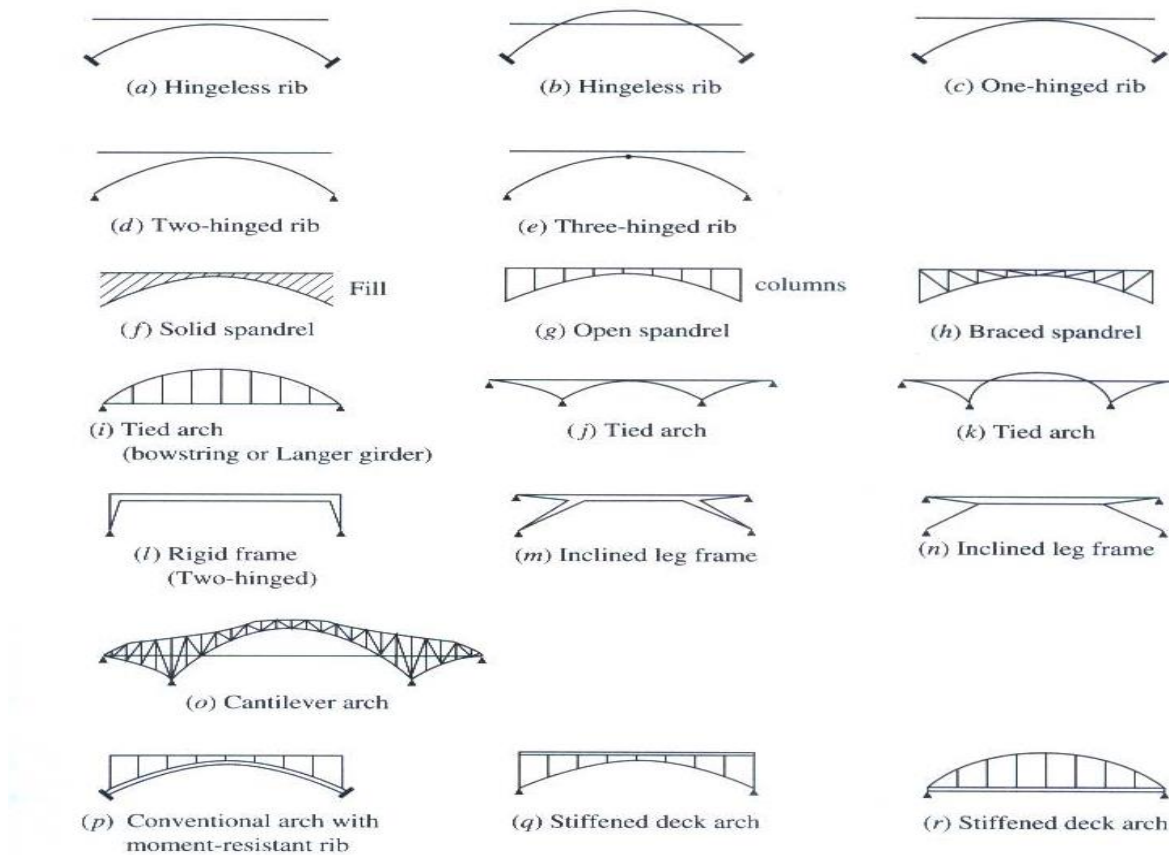 (a) Hingeless rib
(b) Hingeless rib
(c) One-hinged rib
(d) Two-hinged rib
(e) Three-hinged rib
Fill
columns
(f) Solid spandrel
(g) Open spandrel
(h) Braced spandrel
(i) Tied arch
(bowstring or Langer girder)
(j) Tied arch
(k) Tied arch
(l) Rigid frame
(Two-hinged)
(m) Inclined leg frame
(n) Inclined leg frame
(o) Cantilever arch
(p) Conventional arch with
moment-resistant rib
(q) Stiffened deck arch
(r) Stiffened deck arch